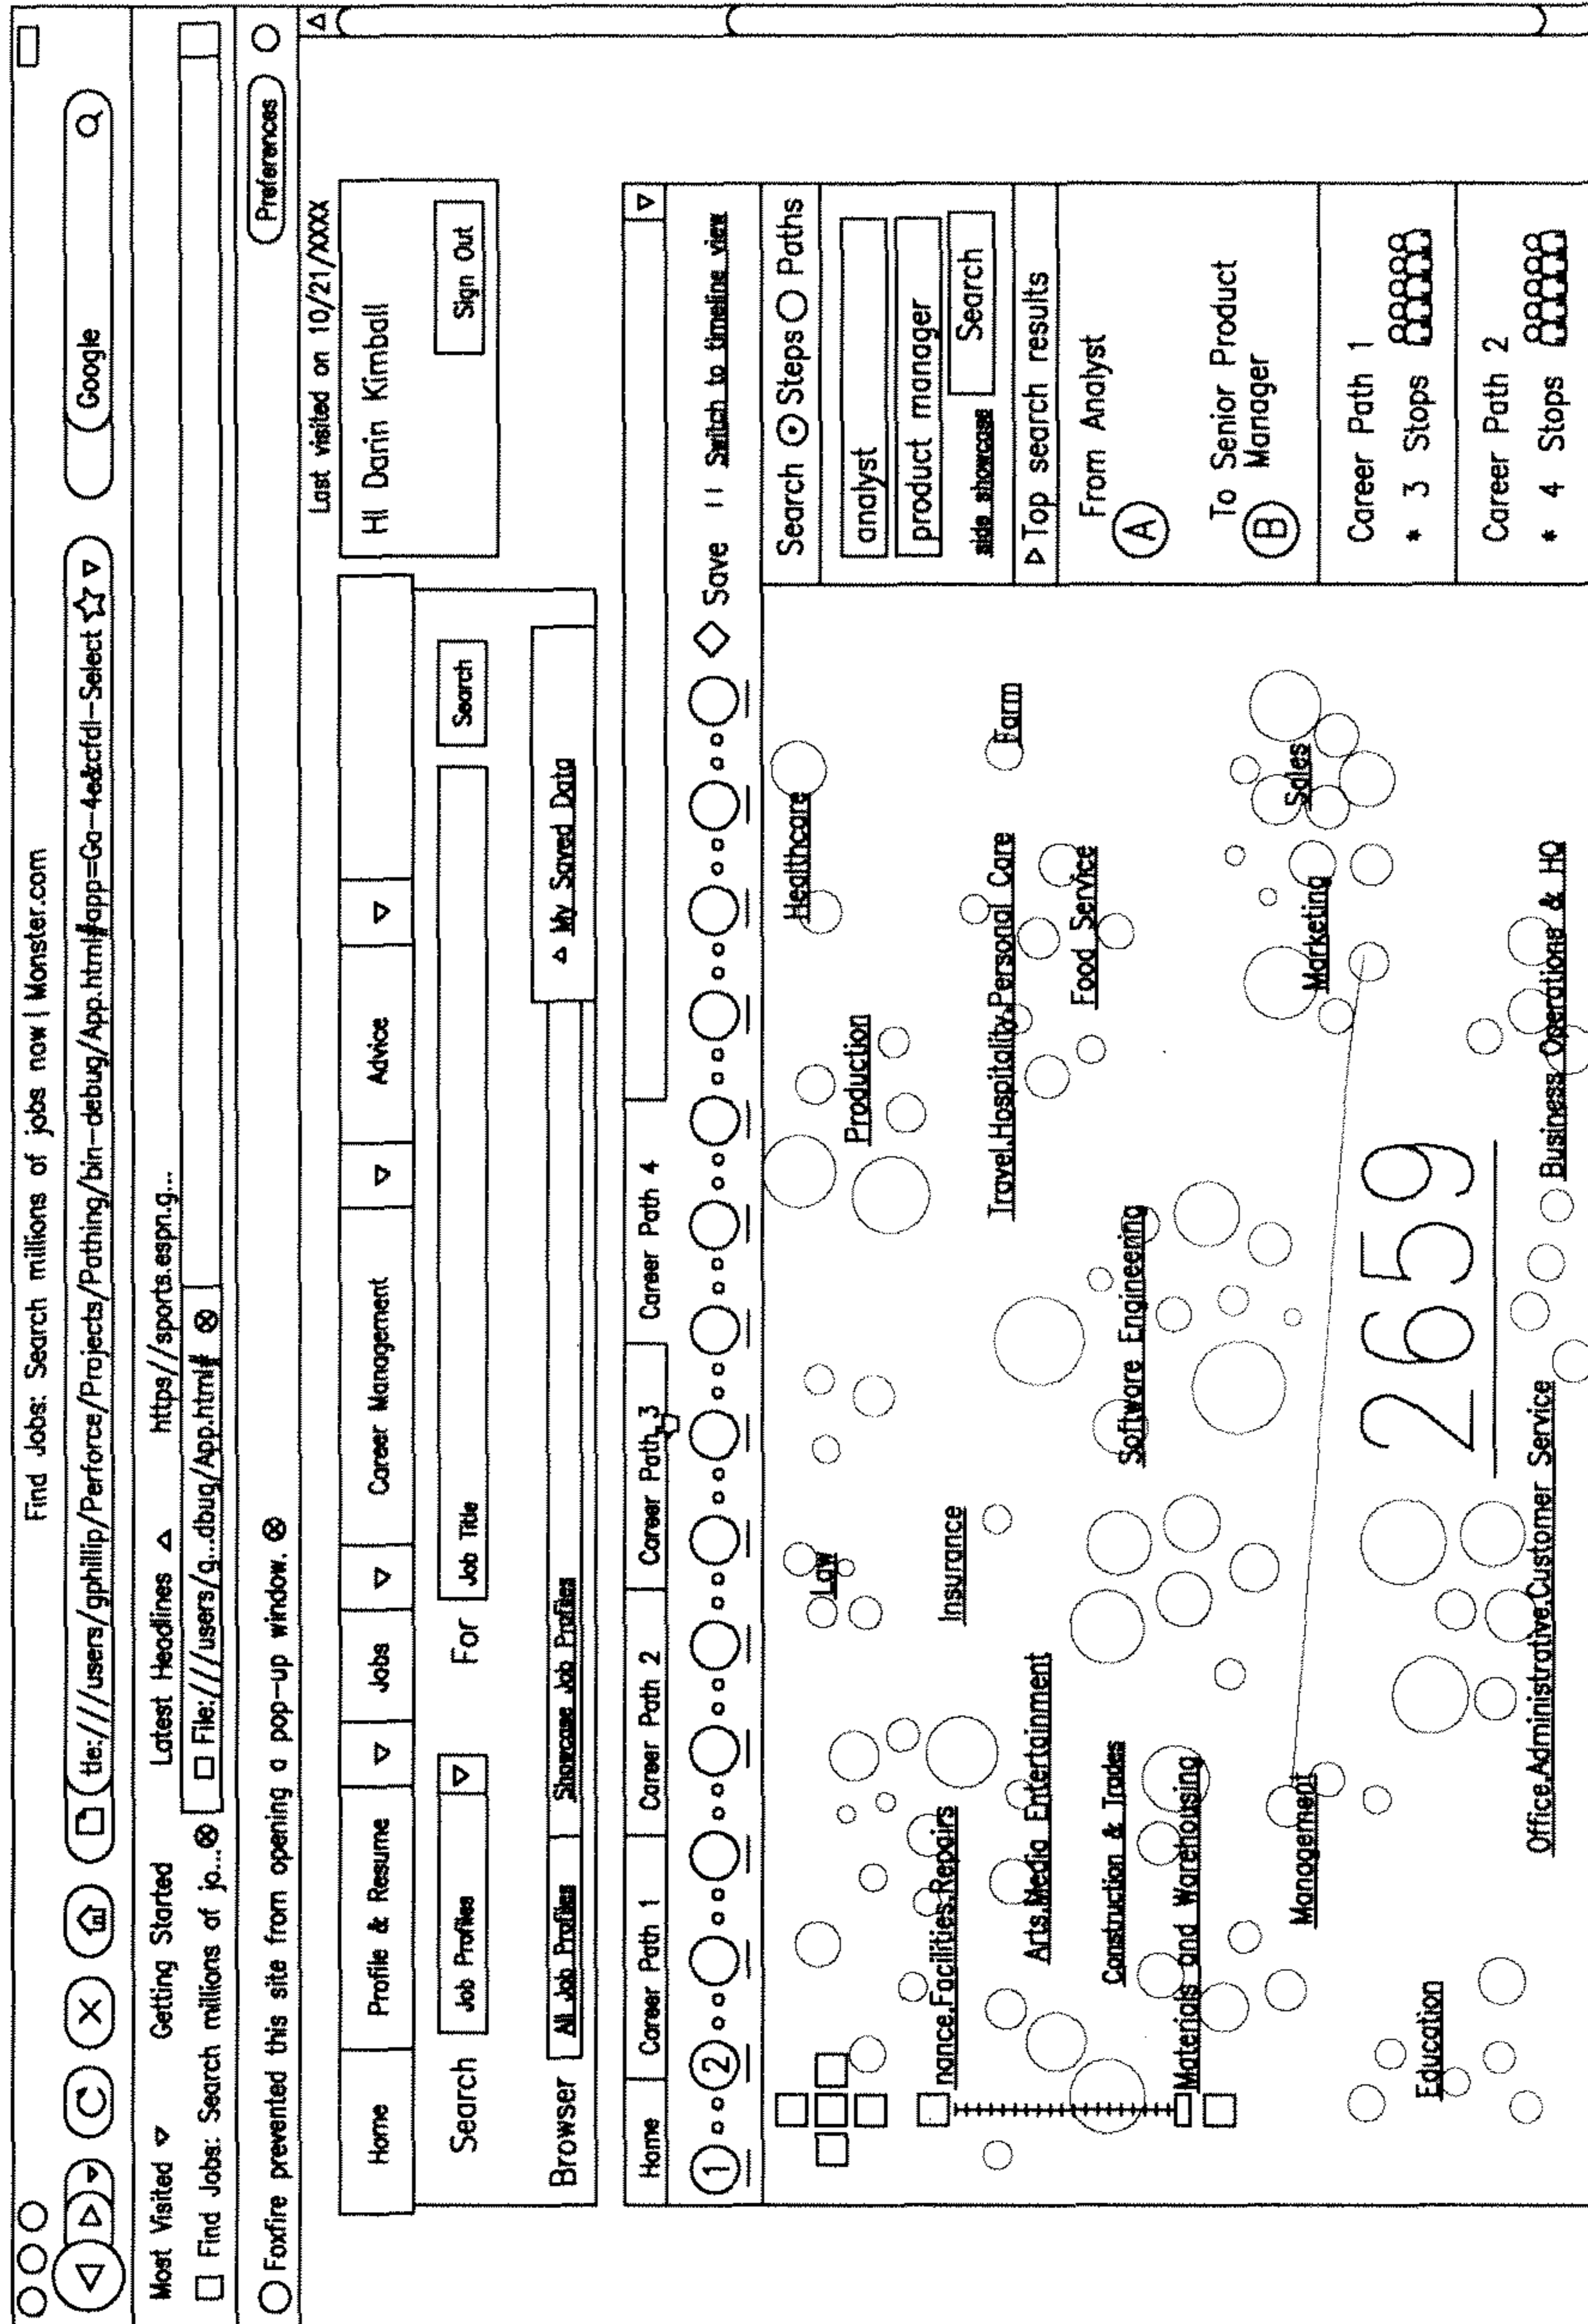 Find Jobs: Search millions of jobs now | Monster.com
tle:///users/gphillip/Perforce/Projects/Pathing/bin-debug/App.html#app=Ga-4e&cfdl-Select
Google
Most Visited
Getting Started
Latest Headlines
https//sports.espn.g...
Find Jobs: Search millions of jo...
File:///users/g...dbug/App.html#
Foxfire prevented this site from opening a pop-up window.
Preferences
Last visited on 10/21/XXXX
Home
Profile & Resume
Jobs
Career Management
Advice
HI Darin Kimball
Sign Out
Search
Job Profiles
For
Job Title
Search
Browser
All Job Profiles
Showcase Job Profiles
My Saved Data
Home
Career Path 1
Career Path 2
Career Path 3
Career Path 4
1
2
Save
II
Switch to timeline view
Healthcare
Law
Production
nance,Facilities,Repairs
Insurance
Travel,Hospitality,Personal Care
Farm
Arts,Media Entertainment
Food Service
Construction & Trades
Software Engineering
Materials and Warehousing
Management
Marketing
Sales
Education
2659
Office,Administrative,Customer Service
Business Operations & HQ
Search Steps Paths
analyst
product manager
side showcase
Search
Top search results
From Analyst
A
To Senior Product
B Manager
Career Path 1
* 3 Stops
Career Path 2
* 4 Stops